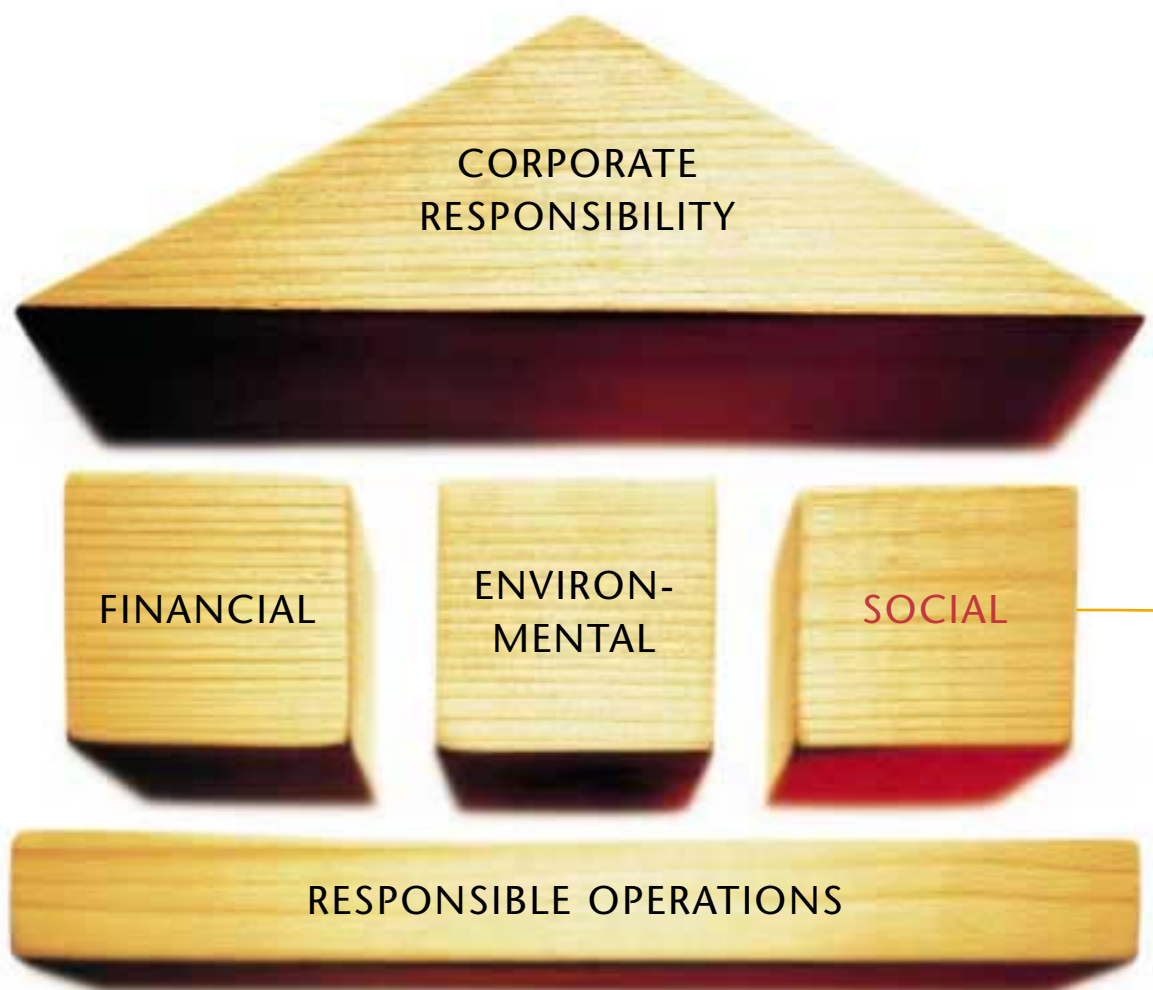 CORPORATE
RESPONSIBILITY
FINANCIAL
ENVIRON-
MENTAL
SOCIAL
RESPONSIBLE OPERATIONS